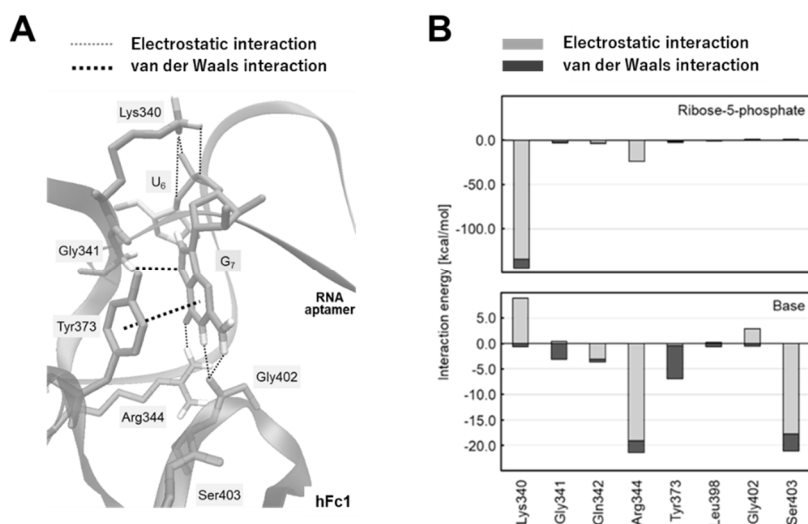 A
Electrostatic interaction
van der Waals interaction
Lys340
U6
Gly341
G7
RNA
aptamer
Tyr373
Gly402
Arg344
Ser403
hFc1
B
Electrostatic interaction
van der Waals interaction
Interaction energy [kcal/mol]
Ribose-5-phosphate
0.0
-50.0
-100.0
Base
5.0
0.0
-5.0
-10.0
-15.0
-20.0
Lys340
Gly341
Gln342
Arg344
Tyr373
Leu398
Gly402
Ser403